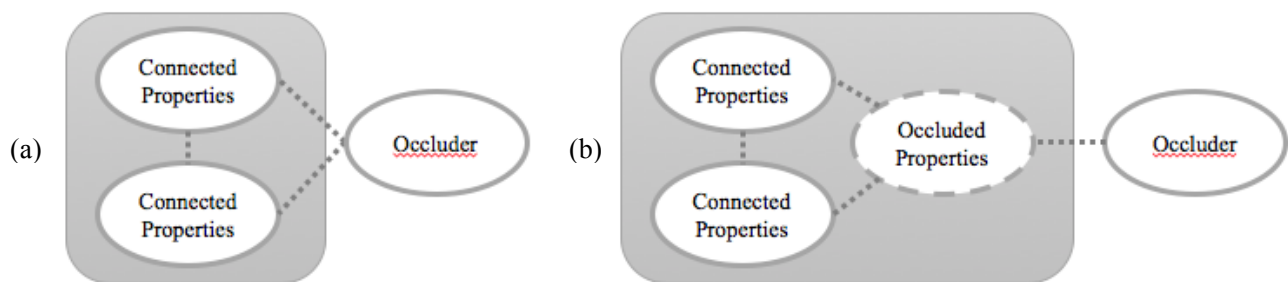 (a)
Connected
Properties
Connected
Properties
Occluder
(b)
Connected
Properties
Connected
Properties
Occluded
Properties
Occluder